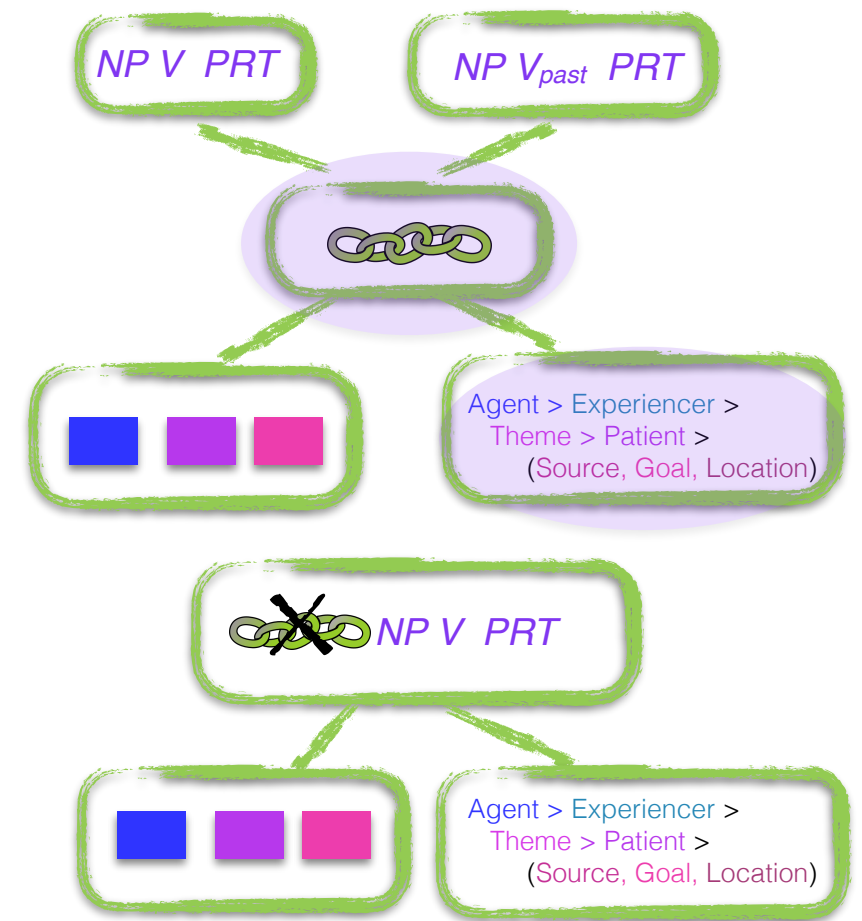 NP V PRT
NP Vpast PRT
Agent > Experiencer >
Theme > Patient >
(Source, Goal, Location)
NP V PRT
Agent > Experiencer >
Theme > Patient >
(Source, Goal, Location)